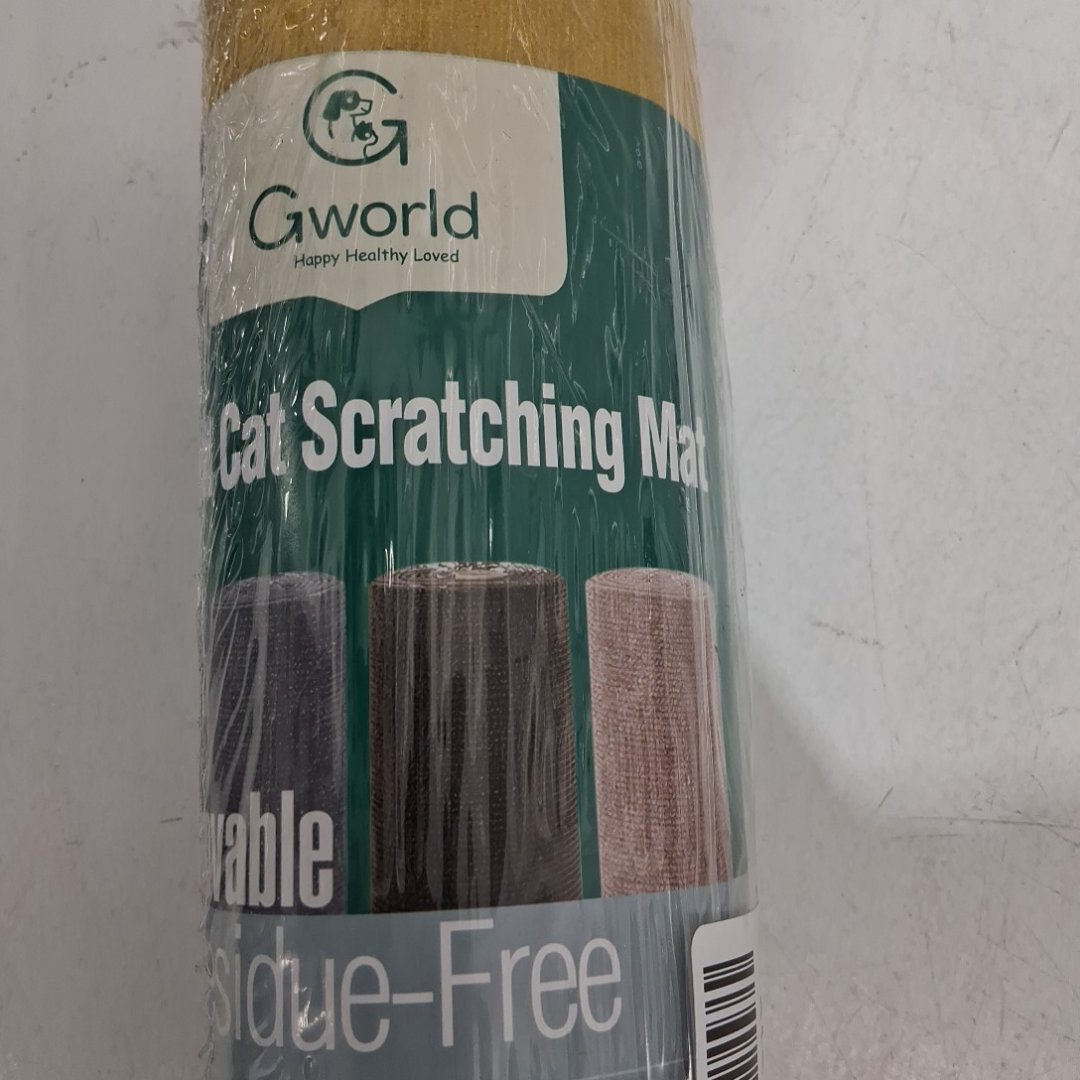 Gworld
Happy Healthy Loved
Cat Scratching Mat
vable
sidue-Free